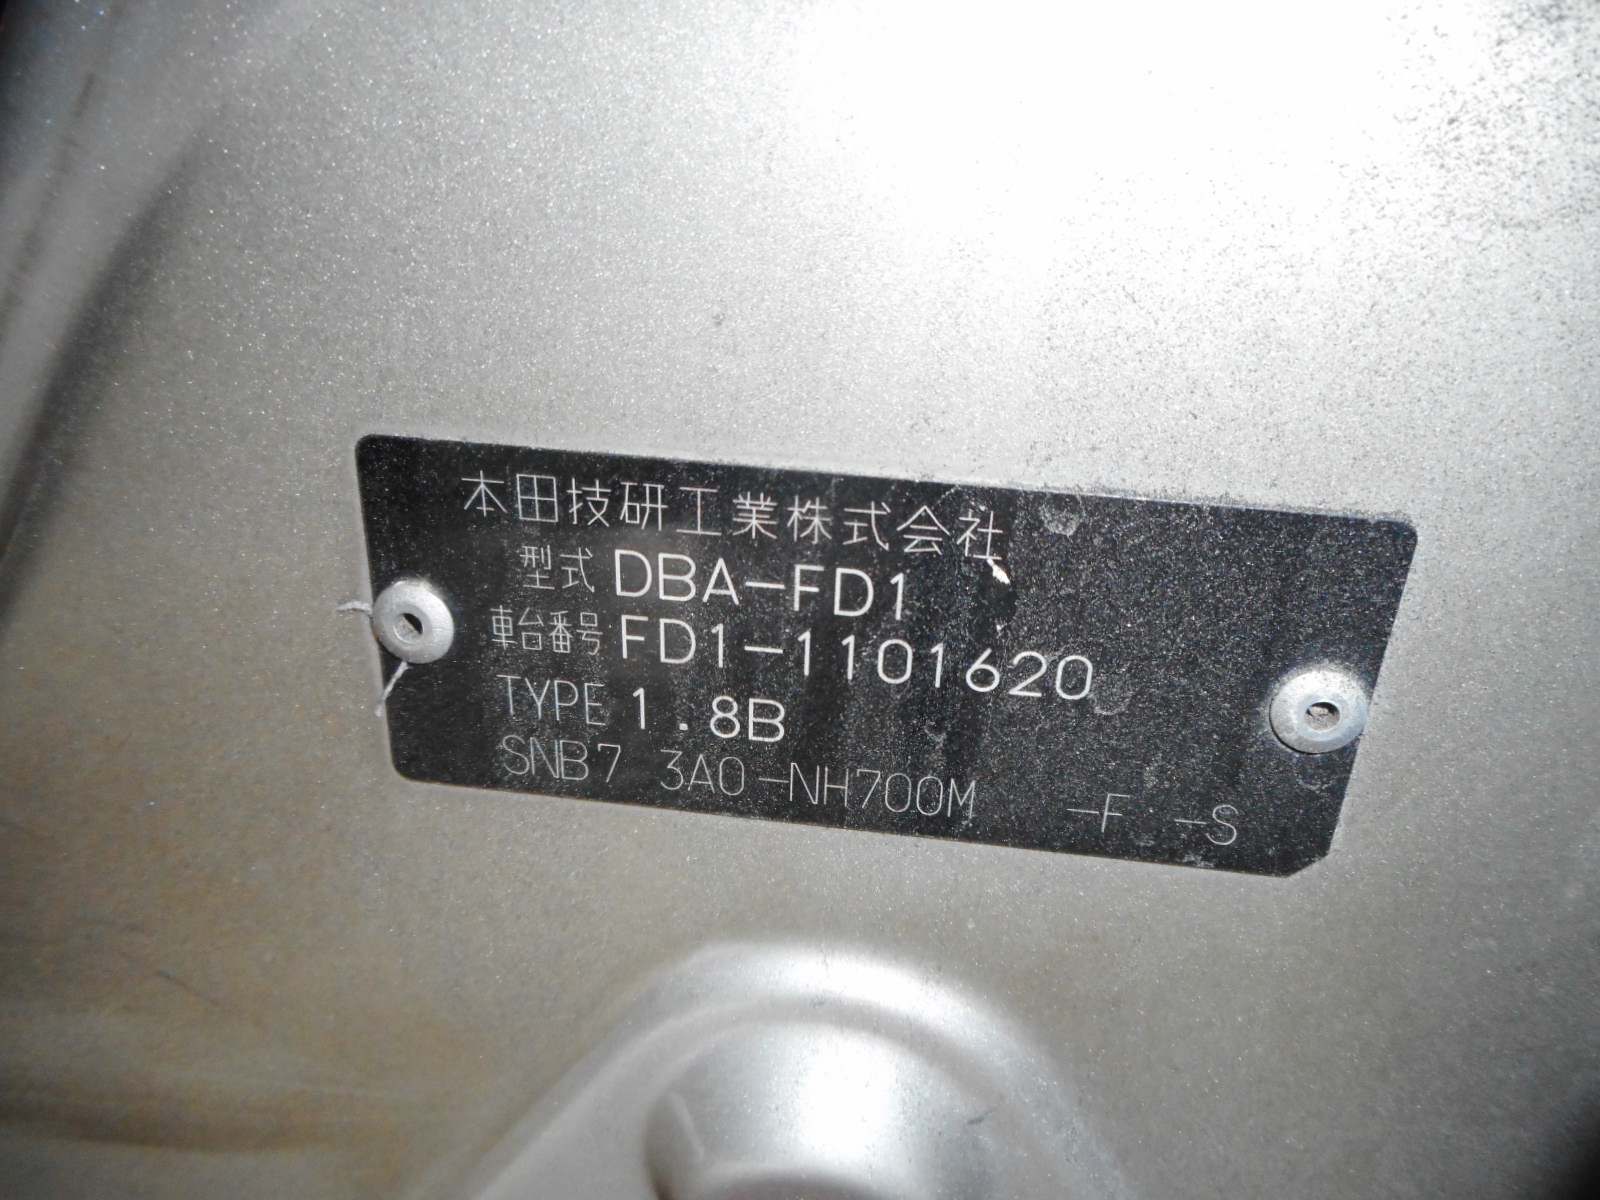 本田技研工業株式会社
型式 DBA-FD1
車台番号 FD1-1101620
TYPE 1.8B
SNB7 3A0-NH700M -F -S